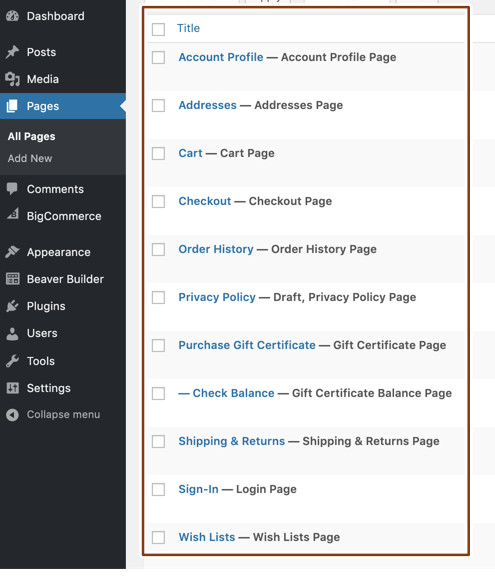 Dashboard
Posts
Media
Pages
All Pages
Add New
Comments
BigCommerce
Appearance
Beaver Builder
Plugins
Users
Tools
Settings
Collapse menu
Title
Account Profile — Account Profile Page
Addresses — Addresses Page
Cart — Cart Page
Checkout — Checkout Page
Order History — Order History Page
Privacy Policy — Draft, Privacy Policy Page
Purchase Gift Certificate — Gift Certificate Page
— Check Balance — Gift Certificate Balance Page
Shipping & Returns — Shipping & Returns Page
Sign-In — Login Page
Wish Lists — Wish Lists Page